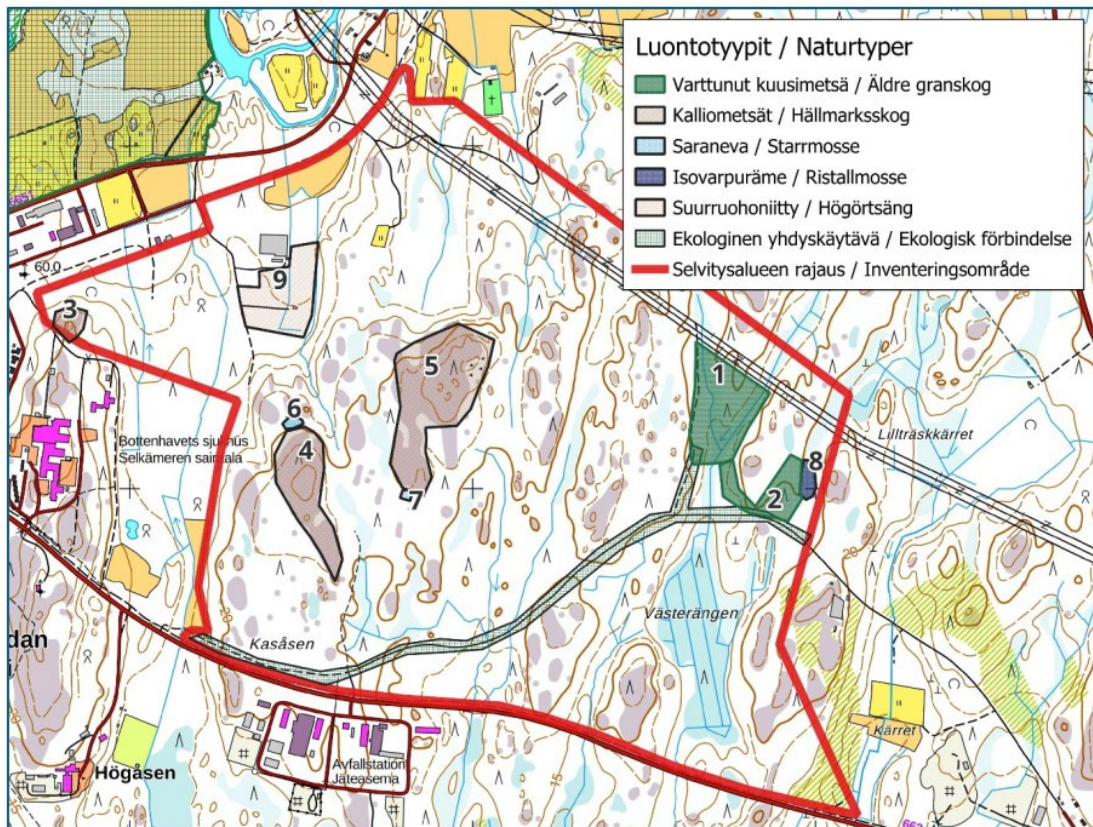 Luontotyypit / Naturtyper
Varttunut kuusimetsä / Äldre granskog
Kalliometsät / Hällmarksskog
Saraneva / Starrmosse
Isovarpuräme / Ristallmosse
Suurruohoniitty / Högörtsäng
Ekologinen yhdyskäytävä / Ekologisk förbindelse
Selvitysalueen rajaus / Inventeringsområde
60.0
9
3
5
1
6
4
8
7
2
Lillträskkärret
Bottenhavets sjukhus
Selkämeren sairaala
Västerängen
Kasåsen
dan
20
Kärret
Avfallstation
Jäteasema
Högåsen
15